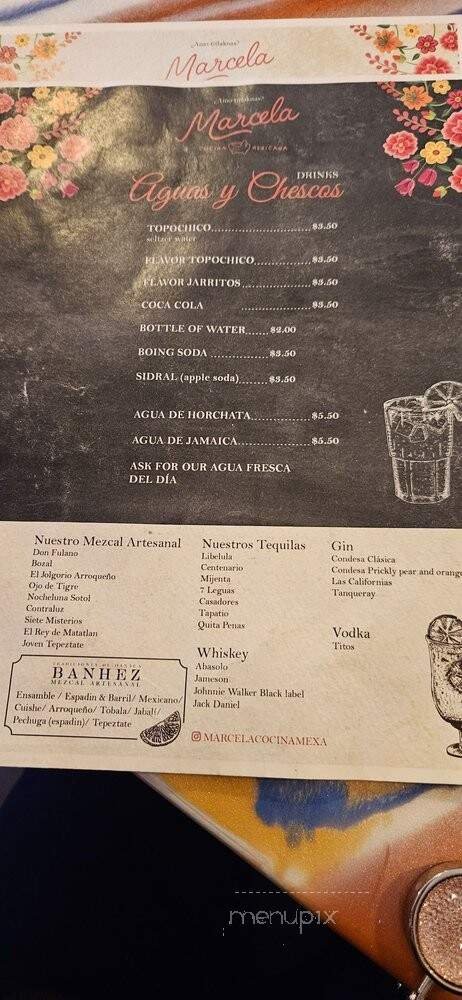 Marcela
Marcela
COCINA MEXICANA
DRINKS
Aguas y Chescos
TOPOCHICO $3.50
seltzer water
FLAVOR TOPOCHICO $3.50
FLAVOR JARRITOS $3.50
COCA COLA $3.50
BOTTLE OF WATER $2.00
BOING SODA $3.50
SIDRAL (apple soda) $3.50
AGUA DE HORCHATA $5.50
AGUA DE JAMAICA $5.50
ASK FOR OUR AGUA FRESCA
DEL DÍA
Nuestro Mezcal Artesanal
Don Fulano
Bozal
El Jolgorio Arroqueño
Ojo de Tigre
Nocheluna Sotol
Contraluz
Siete Misterios
El Rey de Matatlan
Joven Tepeztate
TRADICIONES DE OAXACA
BANHEZ
MEZCAL ARTESANAL
Ensamble / Espadin & Barril/ Mexicano/
Cuishe/ Arroqueño/ Tobala/ Jabalí/
Pechuga (espadin)/ Tepeztate
Nuestros Tequilas
Libelula
Centenario
Mijenta
7 Leguas
Casadores
Tapatio
Quita Penas
Whiskey
Abasolo
Jameson
Johnnie Walker Black label
Jack Daniel
Gin
Condesa Clásica
Condesa Prickly pear and orange
Las Californias
Tanqueray
Vodka
Titos
MARCELACOCINAMEXA
menupix